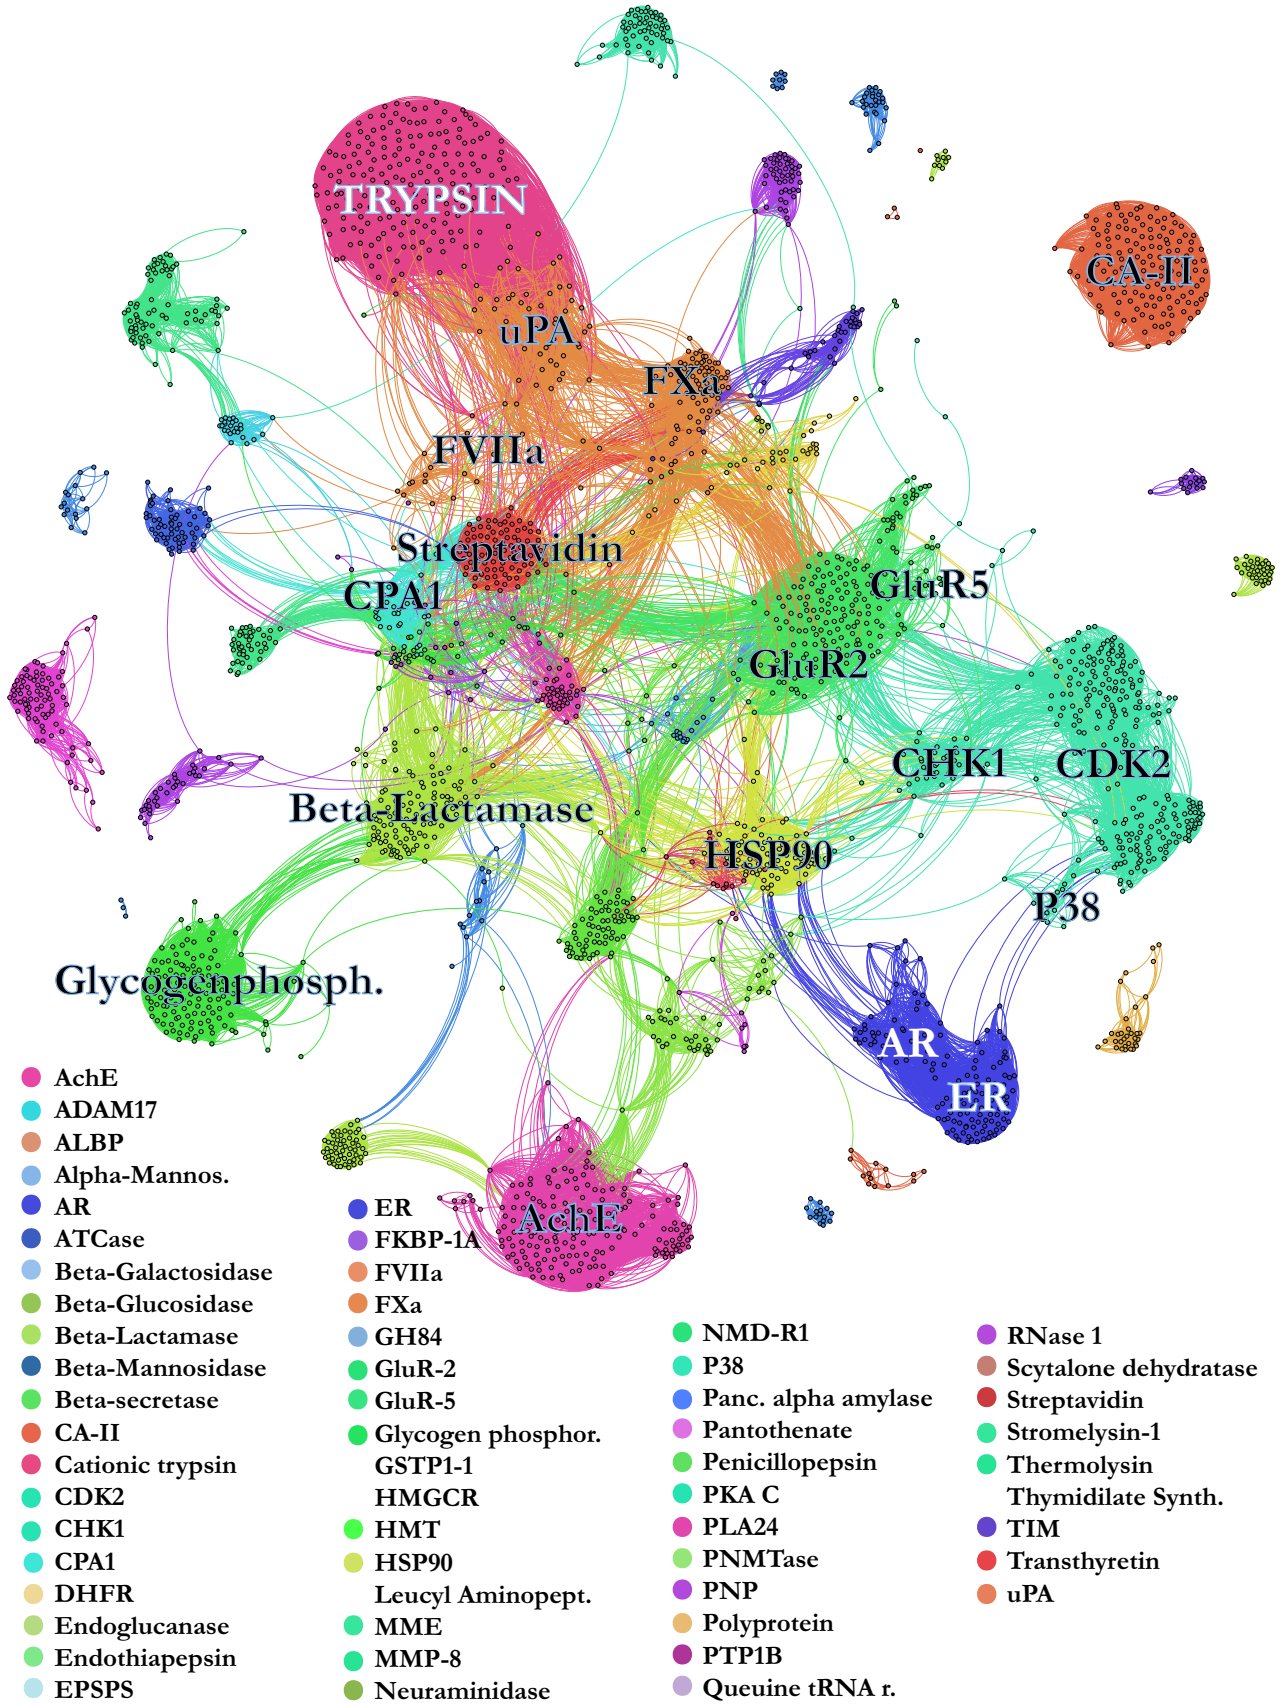 TRYPSIN
CA-II
uPA
FXa
FVIIa
Streptavidin
CPA1
GluR5
GluR2
CHK1
CDK2
Beta-Lactamase
HSP90
P38
Glycogenphosph.
AR
ER
AchE
AchE
ADAM17
ALBP
Alpha-Mannos.
AR
ATCase
Beta-Galactosidase
Beta-Glucosidase
Beta-Lactamase
Beta-Mannosidase
Beta-secretase
CA-II
Cationic trypsin
CDK2
CHK1
CPA1
DHFR
Endoglucanase
Endothiapepsin
EPSPS
ER
FKBP-1A
FVIIa
FXa
GH84
GluR-2
GluR-5
Glycogen phosphor.
GSTP1-1
HMGCR
HMT
HSP90
Leucyl Aminopept.
MME
MMP-8
Neuraminidase
NMD-R1
P38
Panc. alpha amylase
Pantothenate
Penicillopepsin
PKA C
PLA24
PNMTase
PNP
Polyprotein
PTP1B
Queuine tRNA r.
RNase 1
Scytalone dehydratase
Streptavidin
Stromelysin-1
Thermolysin
Thymidilate Synth.
TIM
Transthyretin
uPA